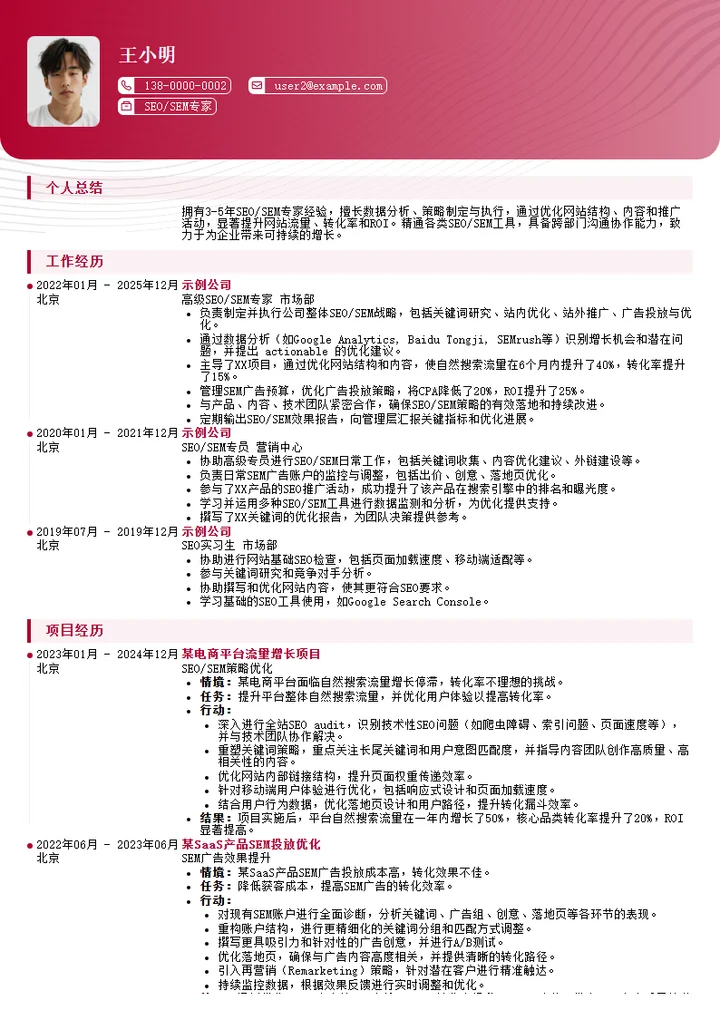 王小明
138-0000-0002
user2@example.com
SEO/SEM专家
个人总结
拥有3-5年SEO/SEM专家经验，擅长数据分析、策略制定与执行，通过优化网站结构、内容和推广
活动，显著提升网站流量、转化率和ROI。精通各类SEO/SEM工具，具备跨部门沟通协作能力，致
力于为企业带来可持续的增长。
工作经历
2022年01月 - 2025年12月 示例公司
北京
高级SEO/SEM专家 市场部
• 负责制定并执行公司整体SEO/SEM战略，包括关键词研究、站内优化、站外推广、广告投放与优
化。
• 通过数据分析（如Google Analytics, Baidu Tongji, SEMrush等）识别增长机会和潜在问
题，并提出 actionable 的优化建议。
• 主导了XX项目，通过优化网站结构和内容，使自然搜索流量在6个月内提升了40%，转化率提升
了15%。
• 管理SEM广告预算，优化广告投放策略，将CPA降低了20%，ROI提升了25%。
• 与产品、内容、技术团队紧密合作，确保SEO/SEM策略的有效落地和持续改进。
• 定期输出SEO/SEM效果报告，向管理层汇报关键指标和优化进展。
2020年01月 - 2021年12月 示例公司
北京
SEO/SEM专员 营销中心
• 协助高级专员进行SEO/SEM日常工作，包括关键词收集、内容优化建议、外链建设等。
• 负责日常SEM广告账户的监控与调整，包括出价、创意、落地页优化。
• 参与了XX产品的SEO推广活动，成功提升了该产品在搜索引擎中的排名和曝光度。
• 学习并运用多种SEO/SEM工具进行数据监测和分析，为优化提供支持。
• 撰写了XX关键词的优化报告，为团队决策提供参考。
2019年07月 - 2019年12月 示例公司
北京
SEO实习生 市场部
• 协助进行网站基础SEO检查，包括页面加载速度、移动端适配等。
• 参与关键词研究和竞争对手分析。
• 协助撰写和优化网站内容，使其更符合SEO要求。
• 学习基础的SEO工具使用，如Google Search Console。
项目经历
2023年01月 - 2024年12月 某电商平台流量增长项目
北京
SEO/SEM策略优化
• 情境：某电商平台面临自然搜索流量增长停滞，转化率不理想的挑战。
• 任务：提升平台整体自然搜索流量，并优化用户体验以提高转化率。
• 行动：
• 深入进行全站SEO audit，识别技术性SEO问题（如爬虫障碍、索引问题、页面速度等），
并与技术团队协作解决。
• 重塑关键词策略，重点关注长尾关键词和用户意图匹配度，并指导内容团队创作高质量、高
相关性的内容。
• 优化网站内部链接结构，提升页面权重传递效率。
• 针对移动端用户体验进行优化，包括响应式设计和页面加载速度。
• 结合用户行为数据，优化落地页设计和用户路径，提升转化漏斗效率。
• 结果：项目实施后，平台自然搜索流量在一年内增长了50%，核心品类转化率提升了20%，ROI
显著提高。
2022年06月 - 2023年06月 某SaaS产品SEM投放优化
北京
SEM广告效果提升
• 情境：某SaaS产品SEM广告投放成本高，转化效果不佳。
• 任务：降低获客成本，提高SEM广告的转化效率。
• 行动：
• 对现有SEM账户进行全面诊断，分析关键词、广告组、创意、落地页等各环节的表现。
• 重构账户结构，进行更精细化的关键词分组和匹配方式调整。
• 撰写更具吸引力和针对性的广告创意，并进行A/B测试。
• 优化落地页，确保与广告内容高度相关，并提供清晰的转化路径。
• 引入再营销（Remarketing）策略，针对潜在客户进行精准触达。
• 持续监控数据，根据效果反馈进行实时调整和优化。